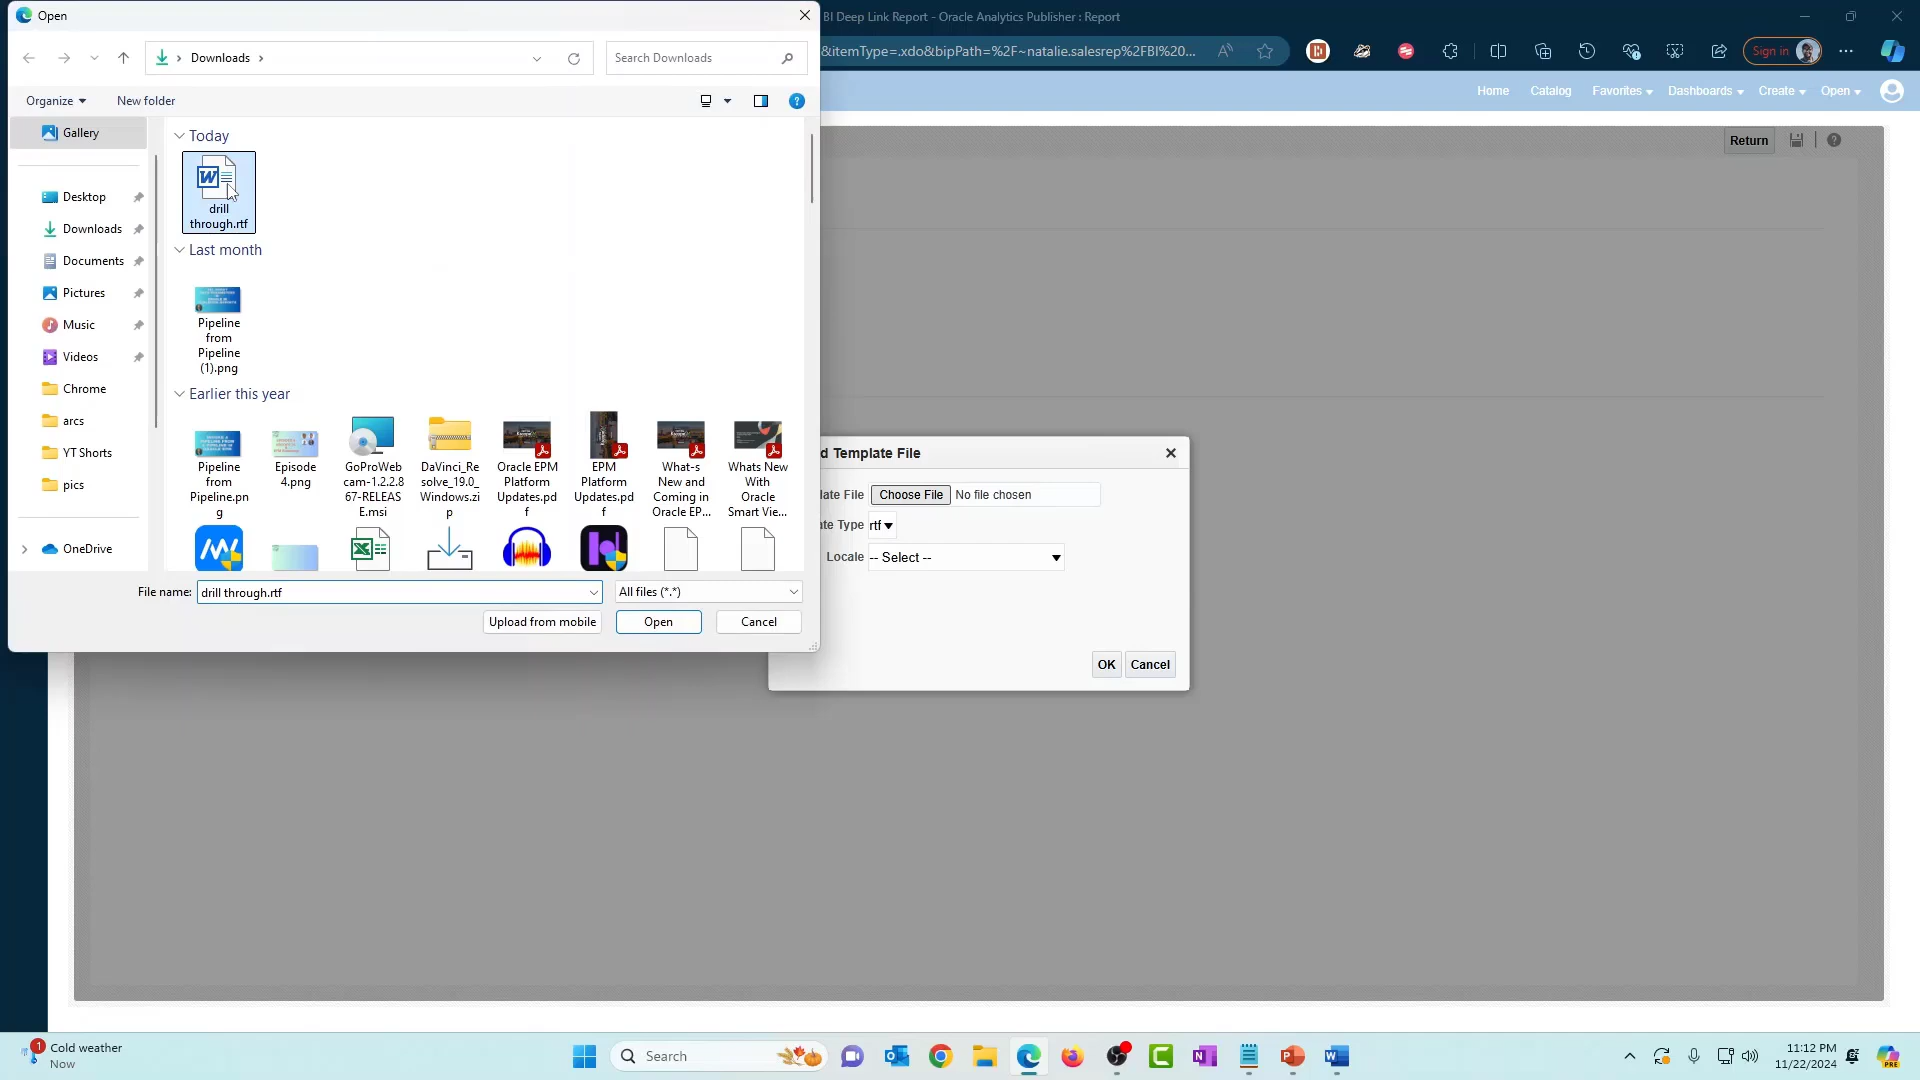 Open
BI Deep Link Report - Oracle Analytics Publisher : Report
Downloads
Search Downloads
&itemType=.xdo&bipPath=%2F~natalie.salesrep%2FBI%20...
Sign in
Organize
New folder
Home
Catalog
Favorites
Dashboards
Create
Open
Gallery
Desktop
Downloads
Documents
Pictures
Music
Videos
Chrome
arcs
YT Shorts
pics
OneDrive
Today
drill
through.rtf
Last month
Pipeline
from
Pipeline
(1).png
Earlier this year
Pipeline
from
Pipeline.pn
g
Episode
4.png
GoProWeb
cam-1.2.2.8
67-RELEAS
E.msi
DaVinci_Re
solve_19.0_
Windows.zi
p
Oracle EPM
Platform
Updates.pd
f
EPM
Platform
Updates.pd
f
What-s
New and
Coming in
Oracle EP...
Whats New
With
Oracle
Smart Vie...
File name:
drill through.rtf
All files (*.*)
Upload from mobile
Open
Cancel
Return
d Template File
late File
Choose File
No file chosen
ate Type
rtf
Locale
-- Select --
OK
Cancel
1
Cold weather
Now
Search
11:12 PM
11/22/2024